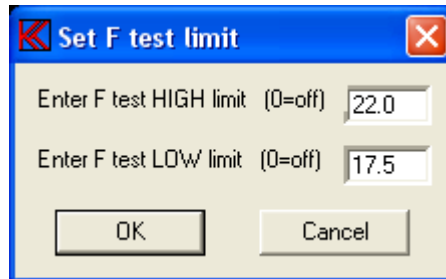 Set F test limit
Enter F test HIGH limit (0=off) 22.0
Enter F test LOW limit (0=off) 17.5
OK Cancel